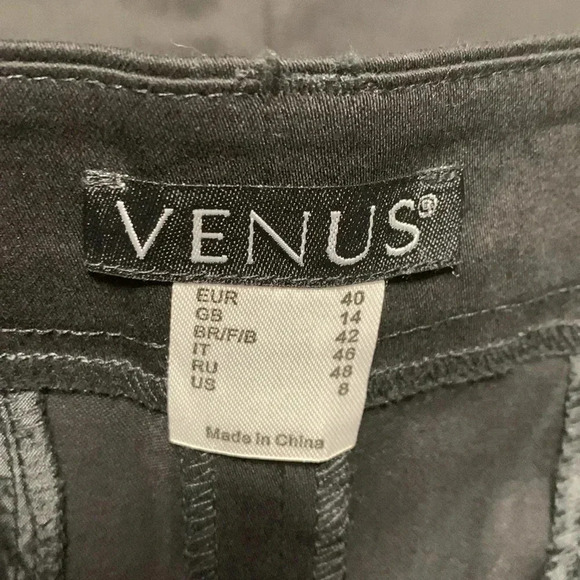 VENUS®
EUR 40
GB 14
BR/F/B 42
IT 46
RU 48
US 8
Made In China